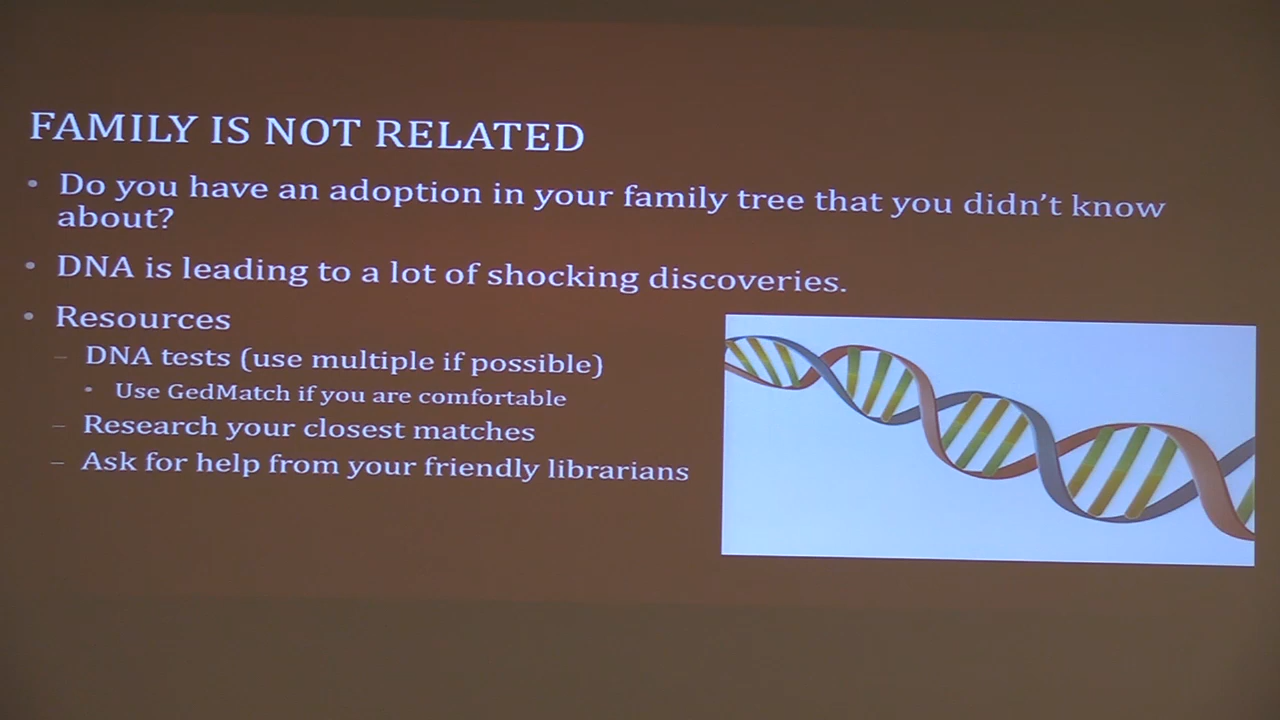 FAMILY IS NOT RELATED
• Do you have an adoption in your family tree that you didn't know
about?
• DNA is leading to a lot of shocking discoveries.
• Resources
– DNA tests (use multiple if possible)
• Use GedMatch if you are comfortable
– Research your closest matches
– Ask for help from your friendly librarians